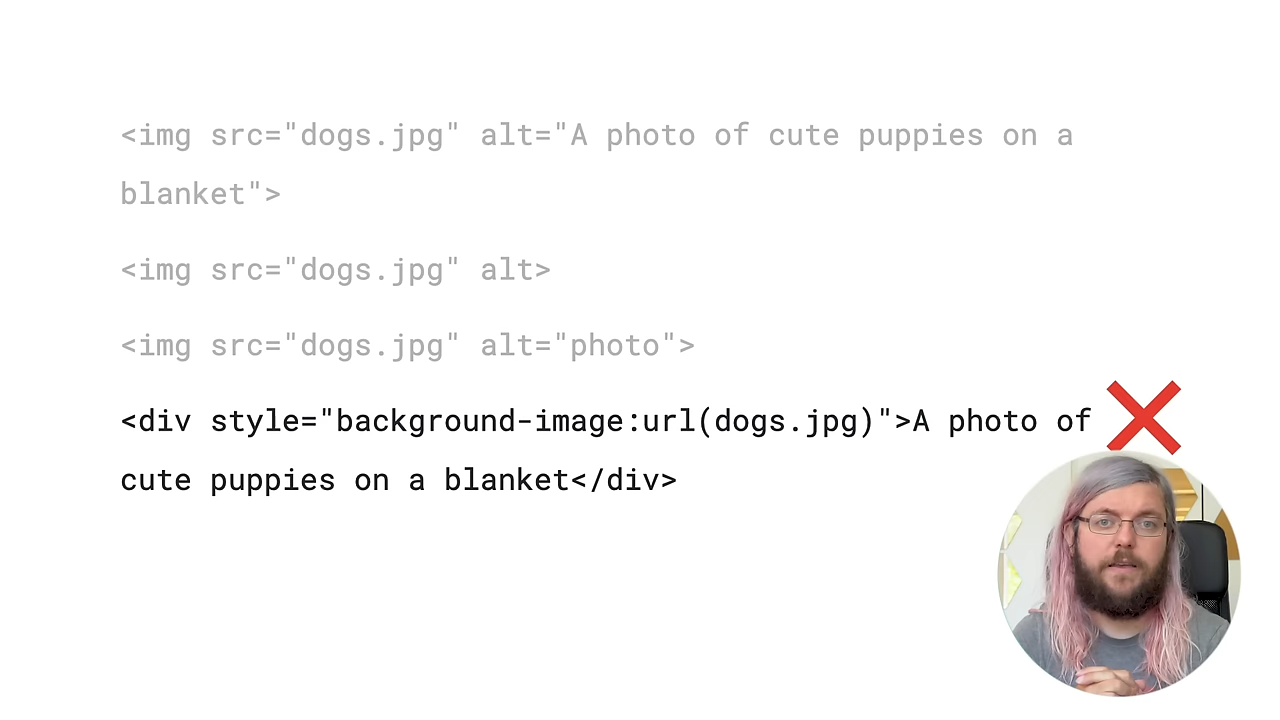 <img src="dogs.jpg" alt="A photo of cute puppies on a
blanket">
<img src="dogs.jpg" alt>
<img src="dogs.jpg" alt="photo">
<div style="background-image:url(dogs.jpg)">A photo of
cute puppies on a blanket</div>